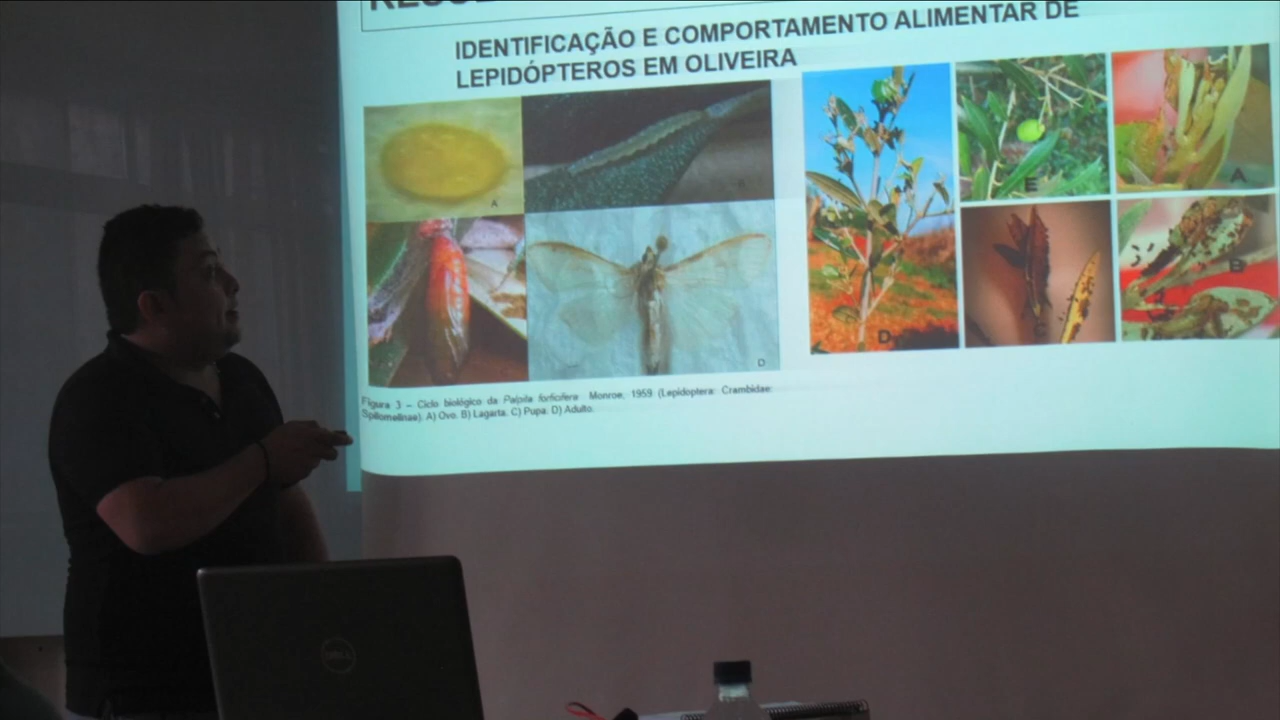 IDENTIFICAÇÃO E COMPORTAMENTO ALIMENTAR DE
LEPIDÓPTEROS EM OLIVEIRA
A
D
E
A
D
C
B
Figura 3 – Ciclo biológico da Palpita forficifera Monroe, 1959 (Lepidoptera: Crambidae:
Spilomelinae). A) Ovo. B) Lagarta. C) Pupa. D) Adulto.
DELL